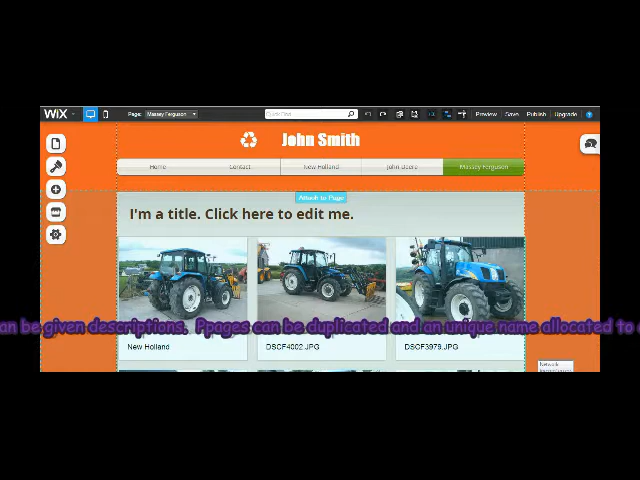 WiX
Page: Massey Ferguson
Preview Save Publish Upgrade
John Smith
Home Contact New Holland John Deere Massey Ferguson
Attach to Page
I'm a title. Click here to edit me.
an be given descriptions. Ppages can be duplicated and an unique name allocated to
New Holland DSCF4002.JPG DSCF3979.JPG
Network